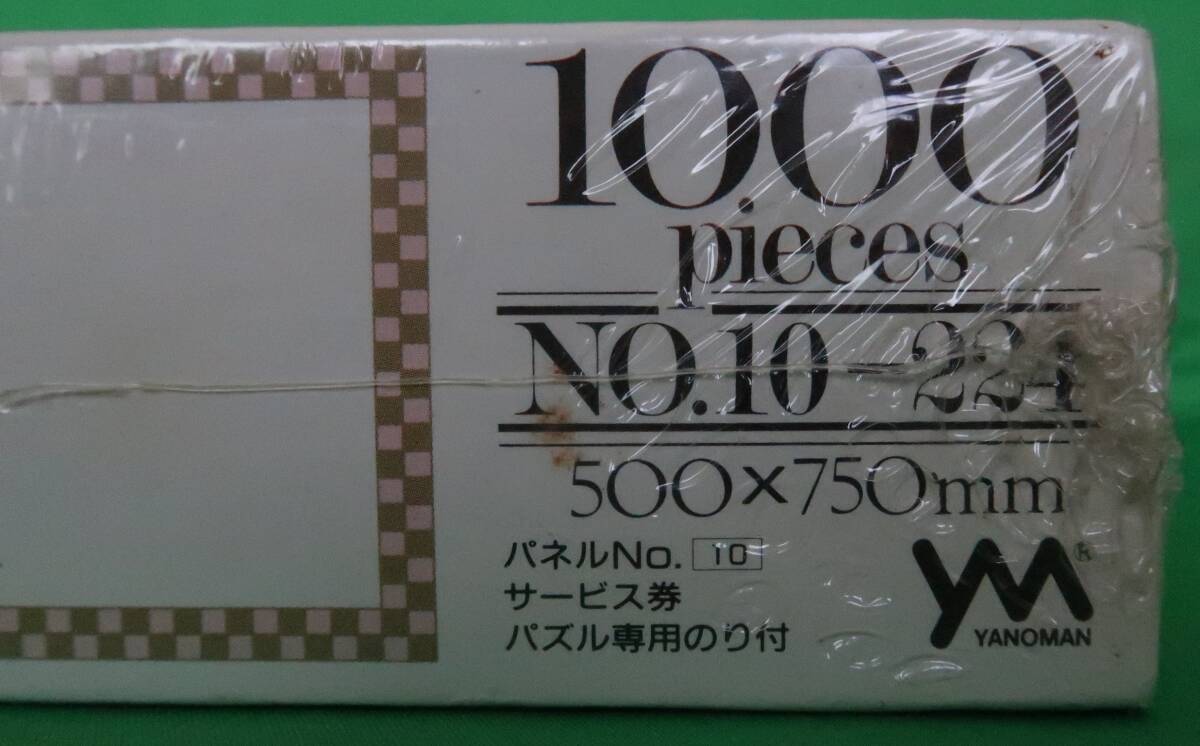 1000
pieces
NO.10-224
500×750mm
パネルNo. 10
サービス券
パズル専用のり付
YM®
YANOMAN